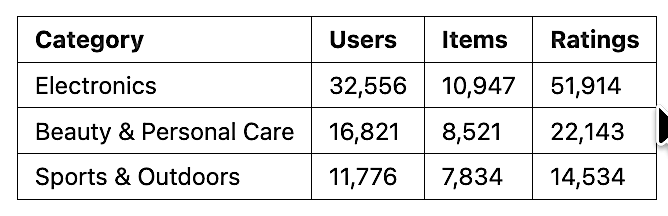 Category Users Items Ratings
Electronics 32,556 10,947 51,914
Beauty & Personal Care 16,821 8,521 22,143
Sports & Outdoors 11,776 7,834 14,534